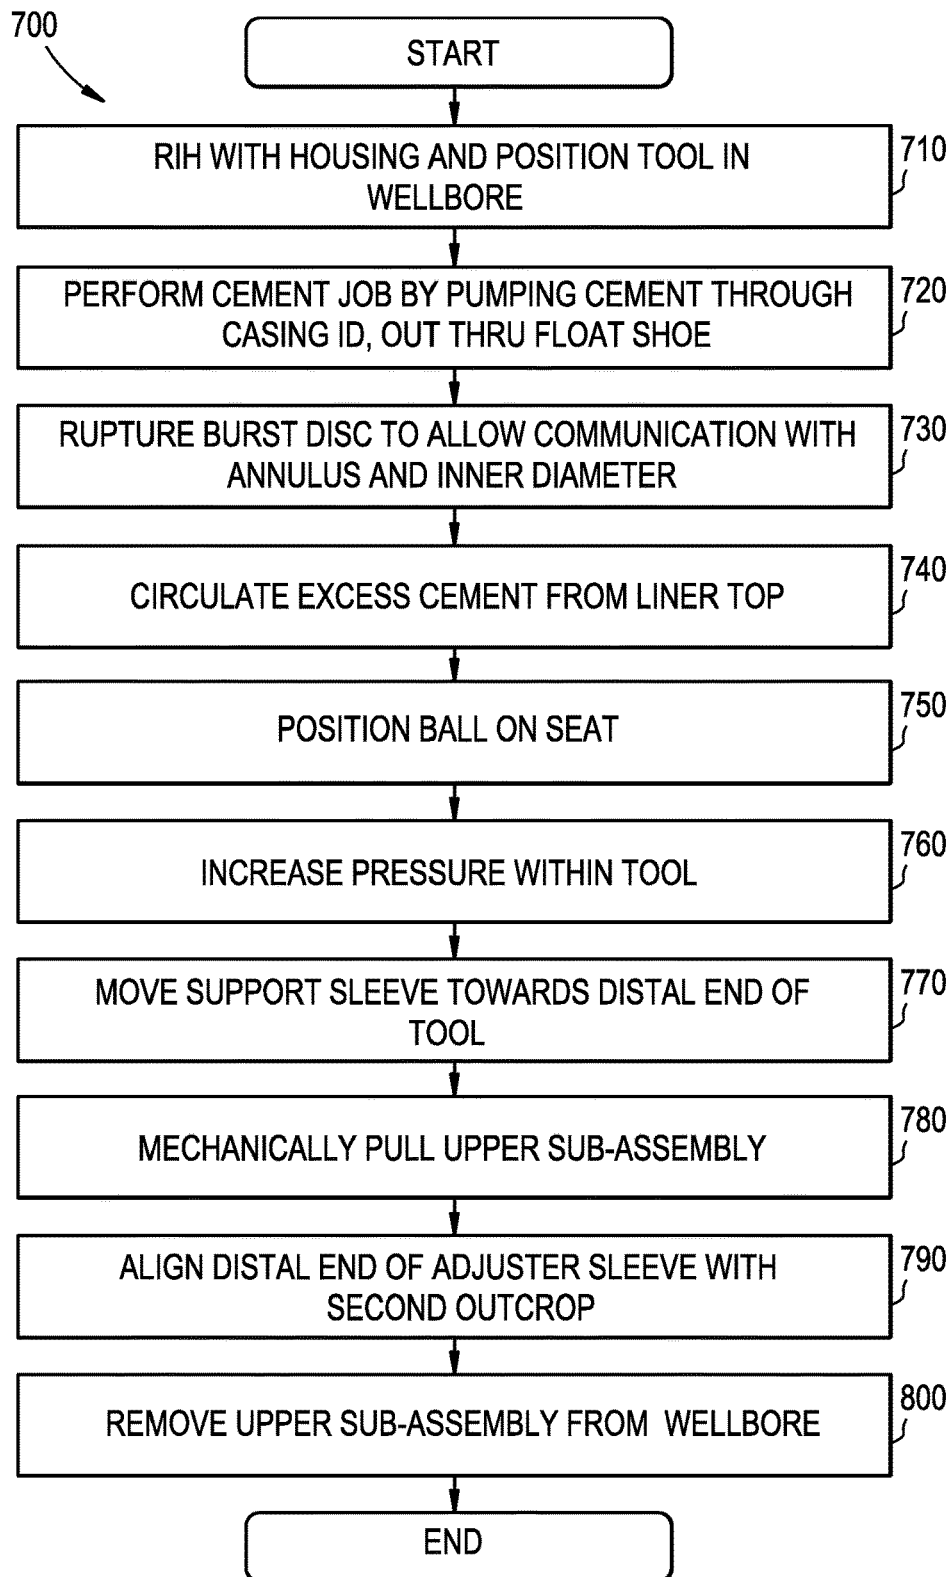 700
START
RIH WITH HOUSING AND POSITION TOOL IN
WELLBORE
710
PERFORM CEMENT JOB BY PUMPING CEMENT THROUGH
CASING ID, OUT THRU FLOAT SHOE
720
RUPTURE BURST DISC TO ALLOW COMMUNICATION WITH
ANNULUS AND INNER DIAMETER
730
CIRCULATE EXCESS CEMENT FROM LINER TOP
740
POSITION BALL ON SEAT
750
INCREASE PRESSURE WITHIN TOOL
760
MOVE SUPPORT SLEEVE TOWARDS DISTAL END OF
TOOL
770
MECHANICALLY PULL UPPER SUB-ASSEMBLY
780
ALIGN DISTAL END OF ADJUSTER SLEEVE WITH
SECOND OUTCROP
790
REMOVE UPPER SUB-ASSEMBLY FROM WELLBORE
800
END